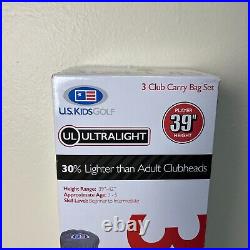 3 Club Carry Bag Set
U.S.KIDSGOLF
PLAYER
39"
HEIGHT
UL ULTRALIGHT
30% Lighter than Adult Clubheads
Height Range: 39"-42"
Approximate Age: 3 - 5
Skill Level: Beginner to Intermediate
3